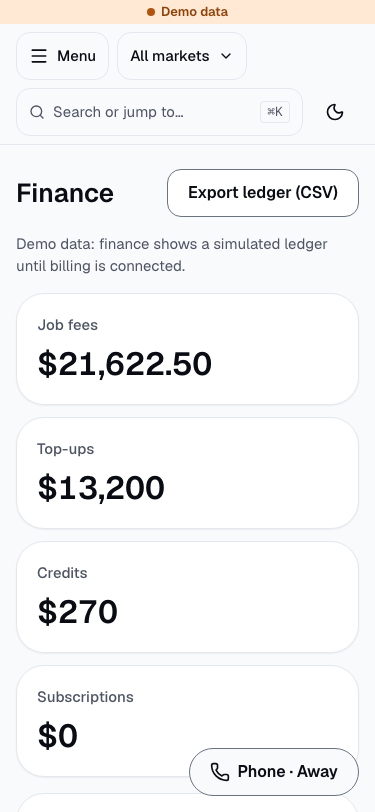 Demo data
Menu
All markets
Search or jump to…
⌘K
Finance
Export ledger (CSV)
Demo data: finance shows a simulated ledger
until billing is connected.
Job fees
$21,622.50
Top-ups
$13,200
Credits
$270
Subscriptions
$0
Phone · Away